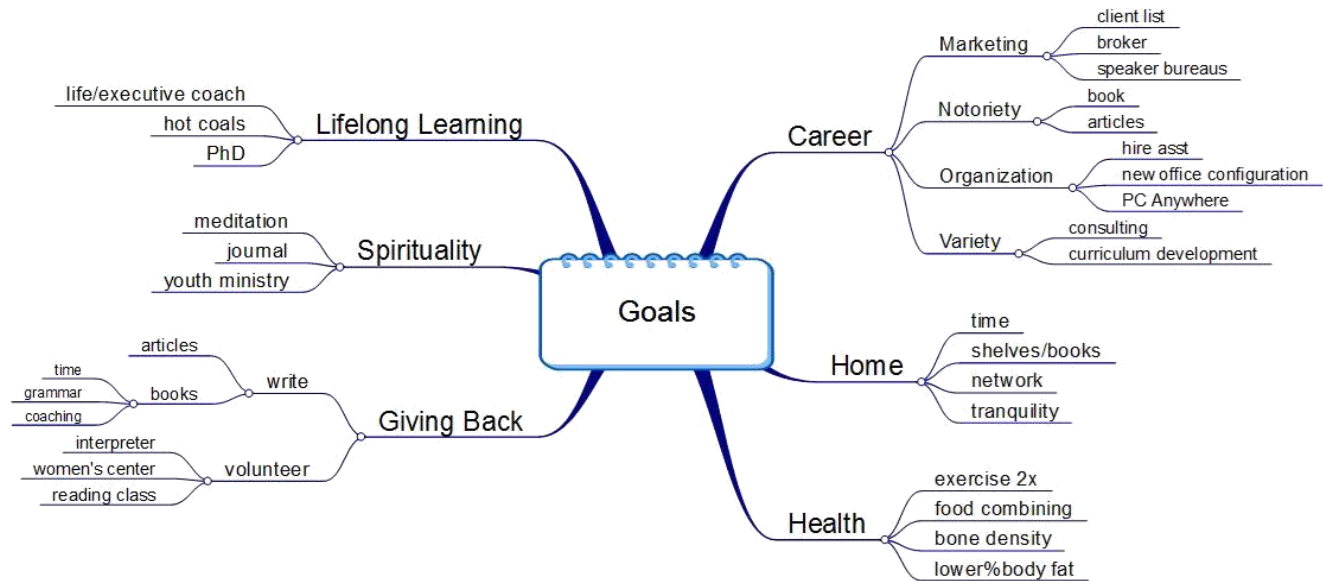 Goals
Career
Marketing
client list
broker
speaker bureaus
Notoriety
book
articles
Organization
hire asst
new office configuration
PC Anywhere
Variety
consulting
curriculum development
Home
time
shelves/books
network
tranquility
Health
exercise 2x
food combining
bone density
lower%body fat
Lifelong Learning
life/executive coach
hot coals
PhD
Spirituality
meditation
journal
youth ministry
Giving Back
write
articles
books
time
grammar
coaching
volunteer
interpreter
women's center
reading class